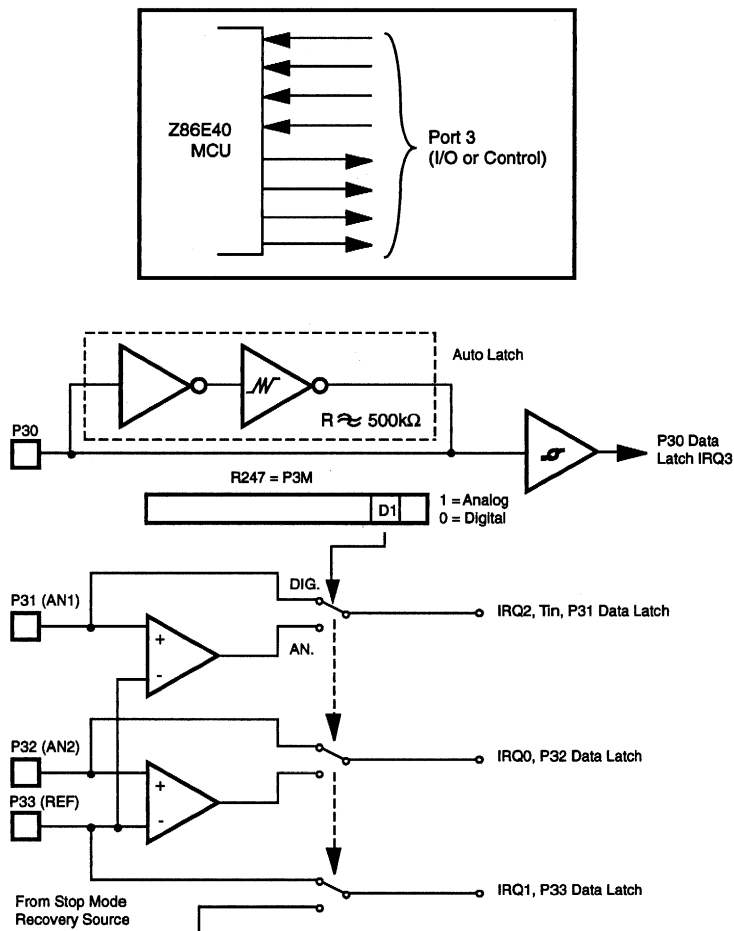 Z86E40
MCU
Port 3
(I/O or Control)
Auto Latch
R ≈ 500kΩ
P30
P30 Data
Latch IRQ3
R247 = P3M
D1
1 = Analog
0 = Digital
DIG.
P31 (AN1)
IRQ2, Tin, P31 Data Latch
+
-
AN.
P32 (AN2)
IRQ0, P32 Data Latch
+
-
P33 (REF)
IRQ1, P33 Data Latch
From Stop Mode
Recovery Source